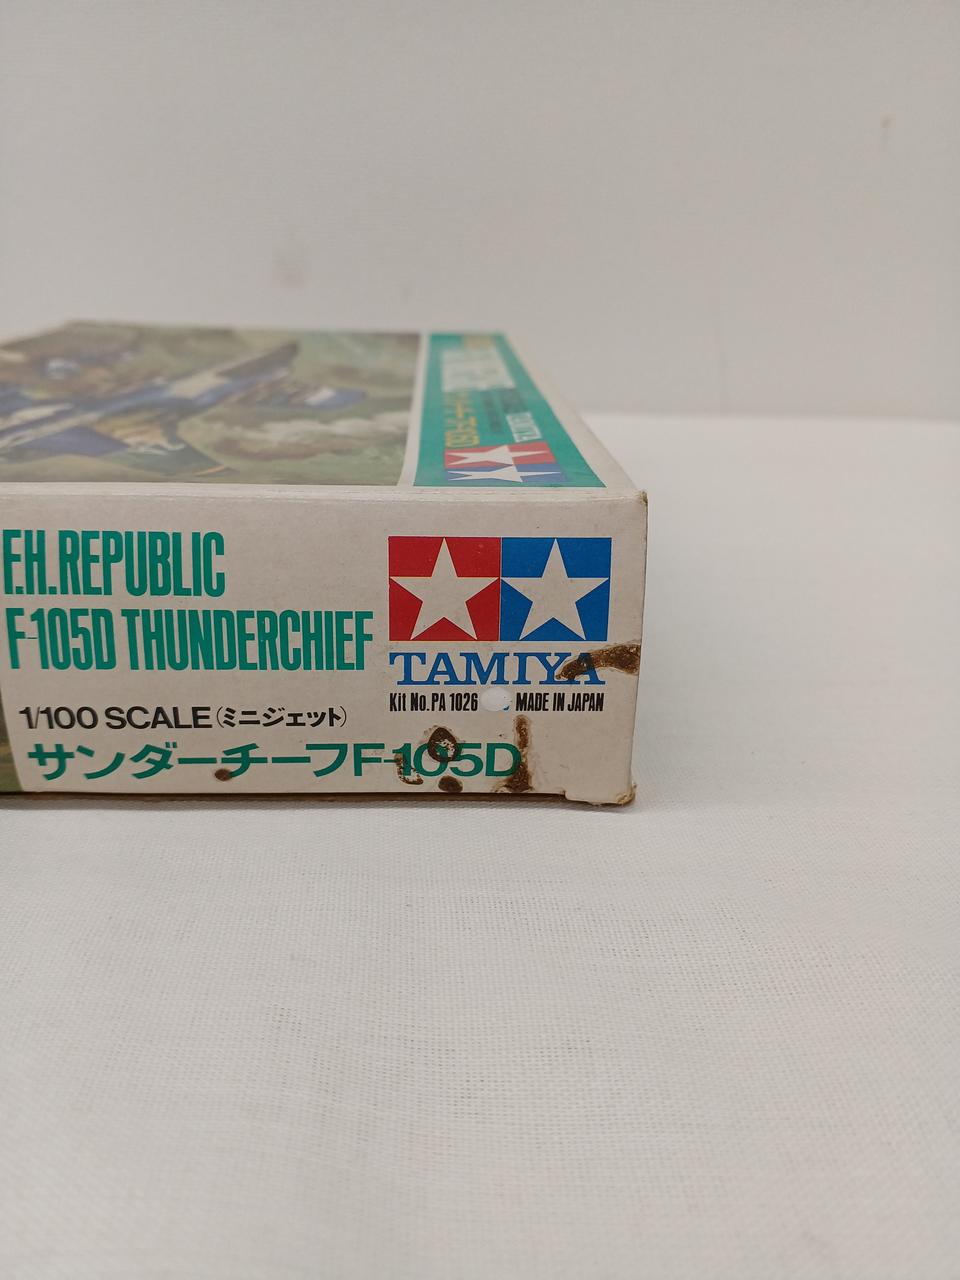 F.H.REPUBLIC
F-105D THUNDERCHIEF
1/100 SCALE(ミニジェット)
サンダーチーフF-105D
TAMIYA
Kit No.PA 1026 MADE IN JAPAN
TAMIYA